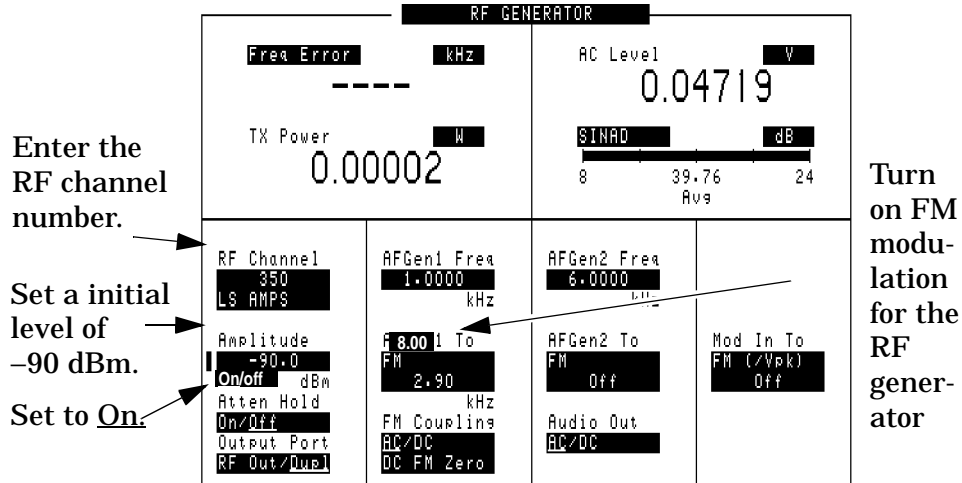 RF GENERATOR
Freq Error kHz
----
AC Level V
0.04719
TX Power W
0.00002
SINAD dB
8 39.76 24
Avg
Enter the
RF channel
number.
Set a initial
level of
–90 dBm.
Set to On.
RF Channel
350
LS AMPS
Amplitude
-90.0
On/off dBm
Atten Hold
On/Off
Output Port
RF Out/Dupl
AFGen1 Freq
1.0000
kHz
8.00 1 To
FM
2.90
kHz
FM Coupling
AC/DC
DC FM Zero
AFGen2 Freq
6.0000
kHz
AFGen2 To
FM
Off
Audio Out
AC/DC
Mod In To
FM (/Vpk)
Off
Turn
on FM
modu-
lation
for the
RF
gener-
ator